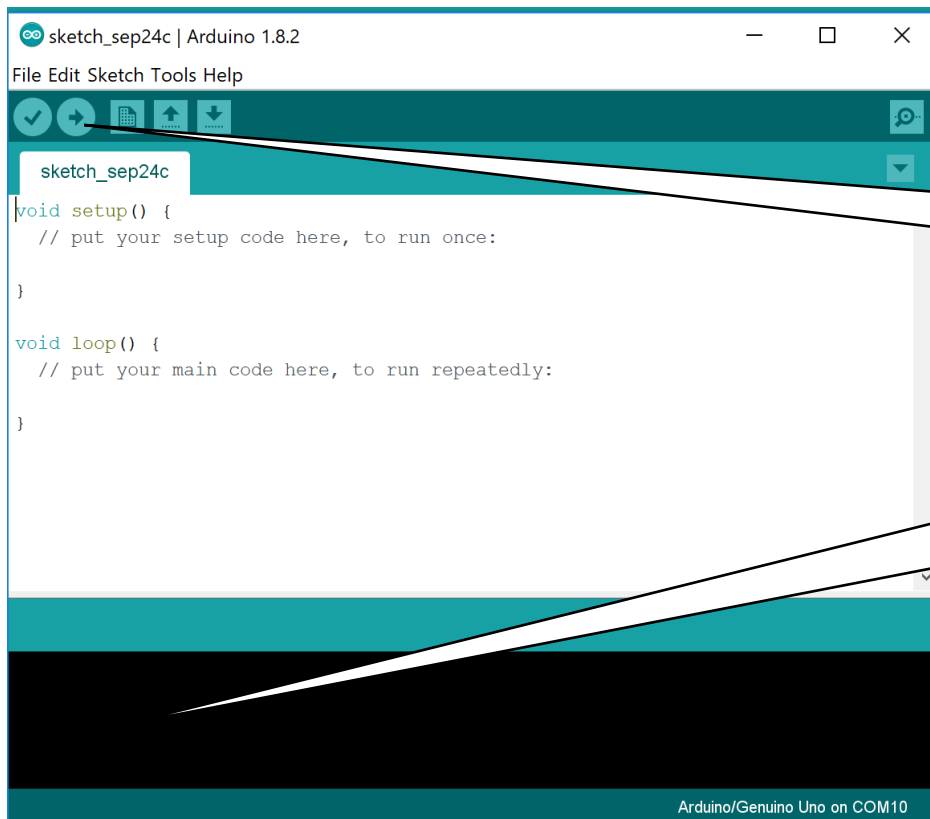 sketch_sep24c | Arduino 1.8.2
File Edit Sketch Tools Help
sketch_sep24c
void setup() {
  // put your setup code here, to run once:
}
void loop() {
  // put your main code here, to run repeatedly:
}
Arduino/Genuino Uno on COM10